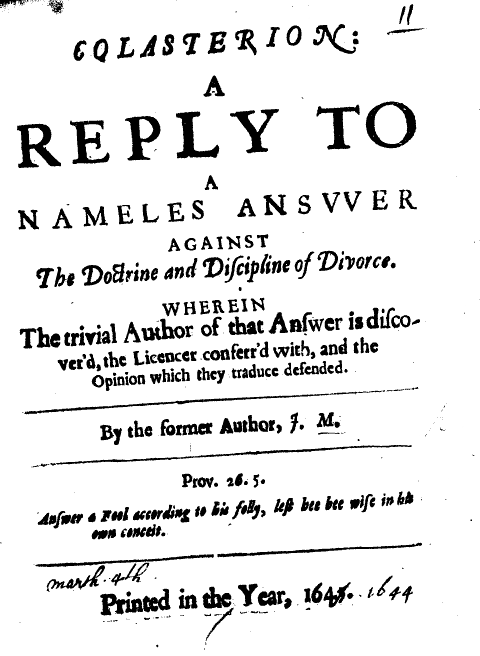 11
COLASTERION:
A
REPLY TO
A
NAMELES ANSVVER
AGAINST
The Doctrine and Diſcipline of Divorce.
WHEREIN
The trivial Author of that Anſwer is diſco-
ver'd, the Licencer conferr'd with, and the
Opinion which they traduce defended.
By the former Author, J. M.
Prov. 26. 5.
Anſwer a Fool according to his folly, leſt hee bee wiſe in his
own conceit.
march. 4th.
Printed in the Year, 1645. 1644